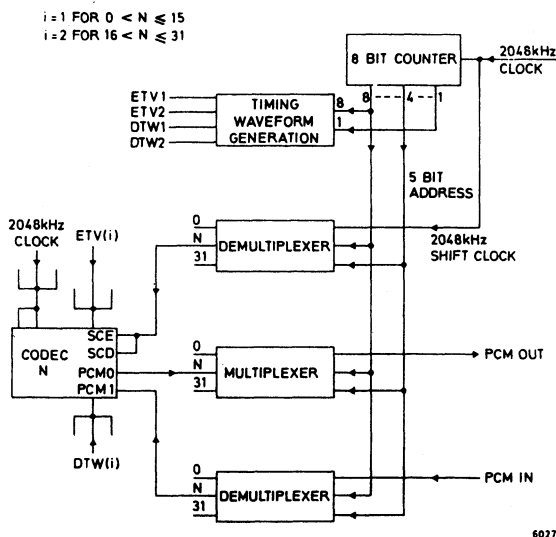 i=1 FOR 0 < N ⩽ 15
i=2 FOR 16 < N ⩽ 31
8 BIT COUNTER
2048kHz
CLOCK
8 4 1
ETV1
ETV2
DTW1
DTW2
TIMING
WAVEFORM
GENERATION
8
1
5 BIT
ADDRESS
2048kHz
CLOCK
ETV(i)
0
N
31
DEMULTIPLEXER
2048kHz
SHIFT CLOCK
CODEC
N
SCE
SCD
PCM0
PCM1
0
N
31
MULTIPLEXER
PCM OUT
DTW(i)
0
N
31
DEMULTIPLEXER
PCM IN
6027